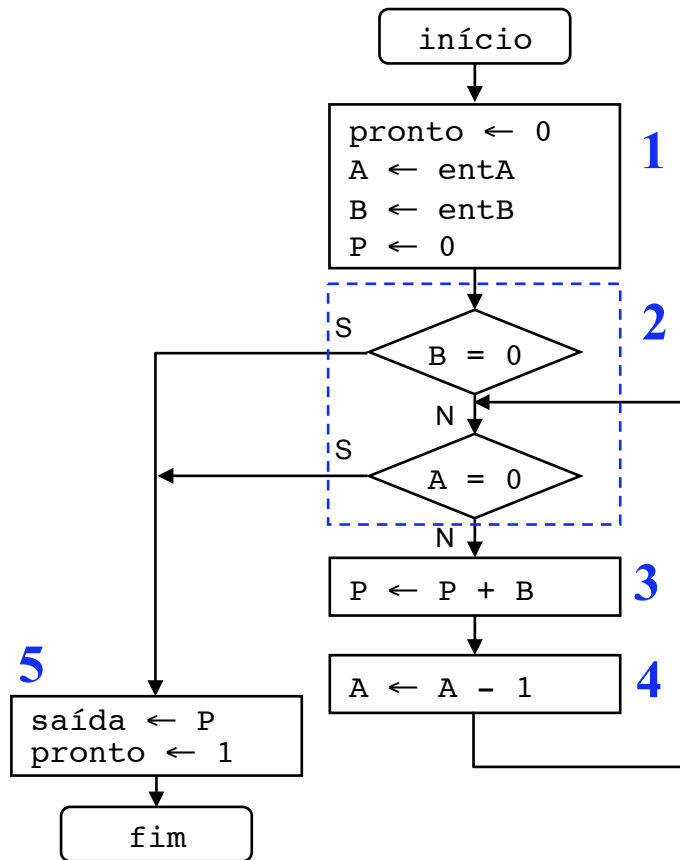 início
pronto ← 0
A ← entA
B ← entB
P ← 0
1
2
S
B = 0
N
S
A = 0
N
P ← P + B
3
A ← A - 1
4
5
saída ← P
pronto ← 1
fim